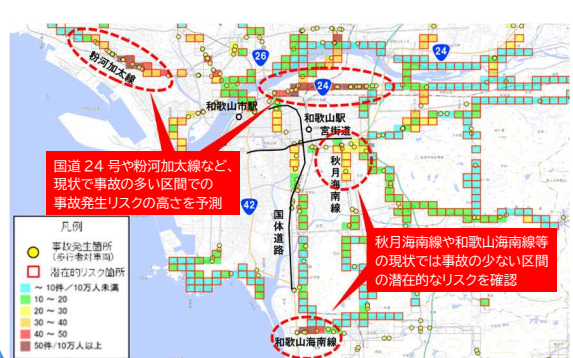 粉河加太線
26
24
24
和歌山市駅
和歌山駅
宮街道
国道24号や粉河加太線など、
現状で事故の多い区間での
事故発生リスクの高さを予測
秋月海南線
42
国体道路
秋月海南線や和歌山海南線等
の現状では事故の少ない区間
の潜在的なリスクを確認
凡例
事故発生箇所
(歩行者対車両)
潜在的リスク箇所
～ 10件／10万人未満
10 ～ 20
20 ～ 30
30 ～ 40
40 ～ 50
50件/10万人以上
和歌山海南線